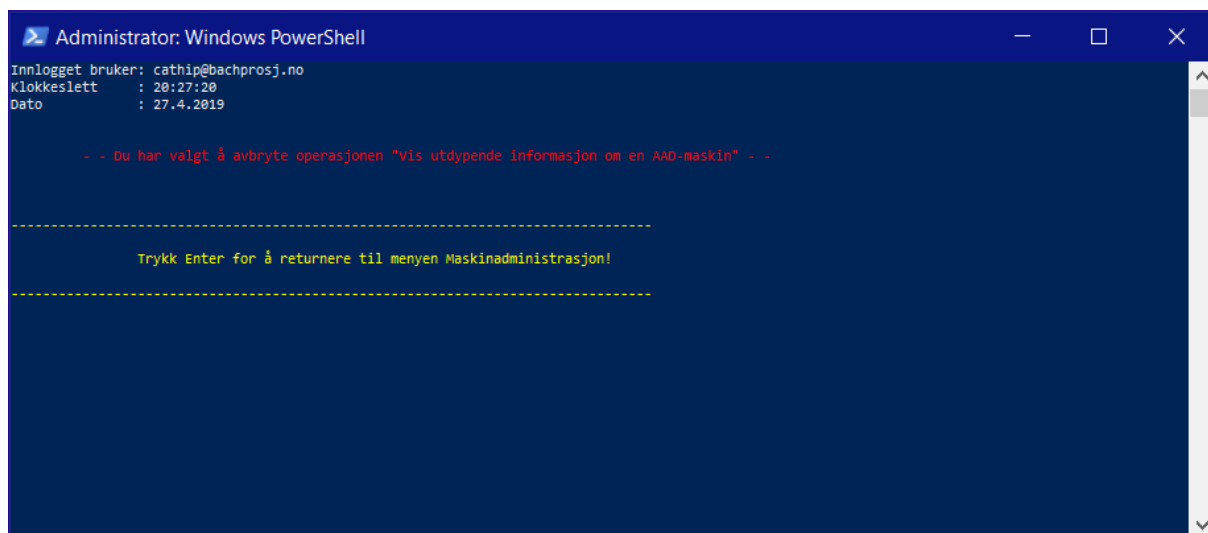 Administrator: Windows PowerShell
Innlogget bruker: cathip@bachprosj.no
Klokkeslett : 20:27:20
Dato : 27.4.2019
- - Du har valgt å avbryte operasjonen "Vis utdypende informasjon om en AAD-maskin" - -
--------------------------------------------------------------------------------
Trykk Enter for å returnere til menyen Maskinadministrasjon!
--------------------------------------------------------------------------------